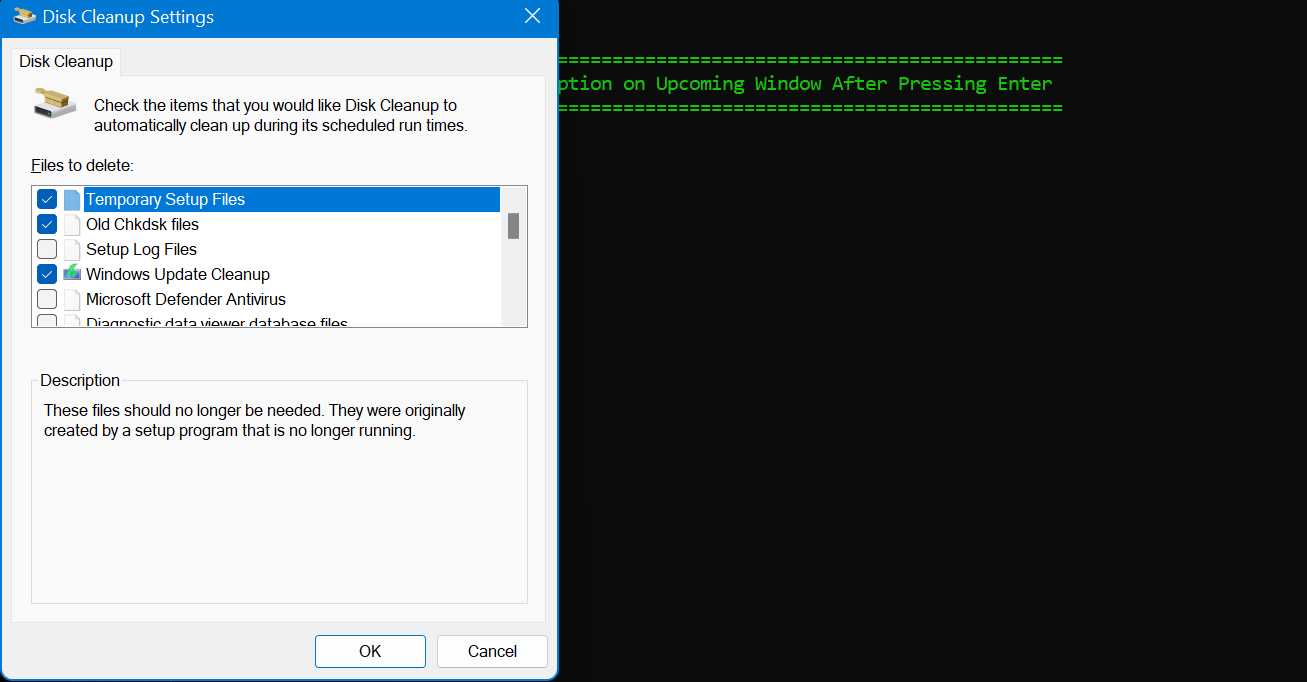 Disk Cleanup Settings
==============================================
ption on Upcoming Window After Pressing Enter
==============================================
Disk Cleanup
Check the items that you would like Disk Cleanup to
automatically clean up during its scheduled run times.
Files to delete:
Temporary Setup Files
Old Chkdsk files
Setup Log Files
Windows Update Cleanup
Microsoft Defender Antivirus
Diagnostic data viewer database files
Description
These files should no longer be needed. They were originally
created by a setup program that is no longer running.
OK
Cancel